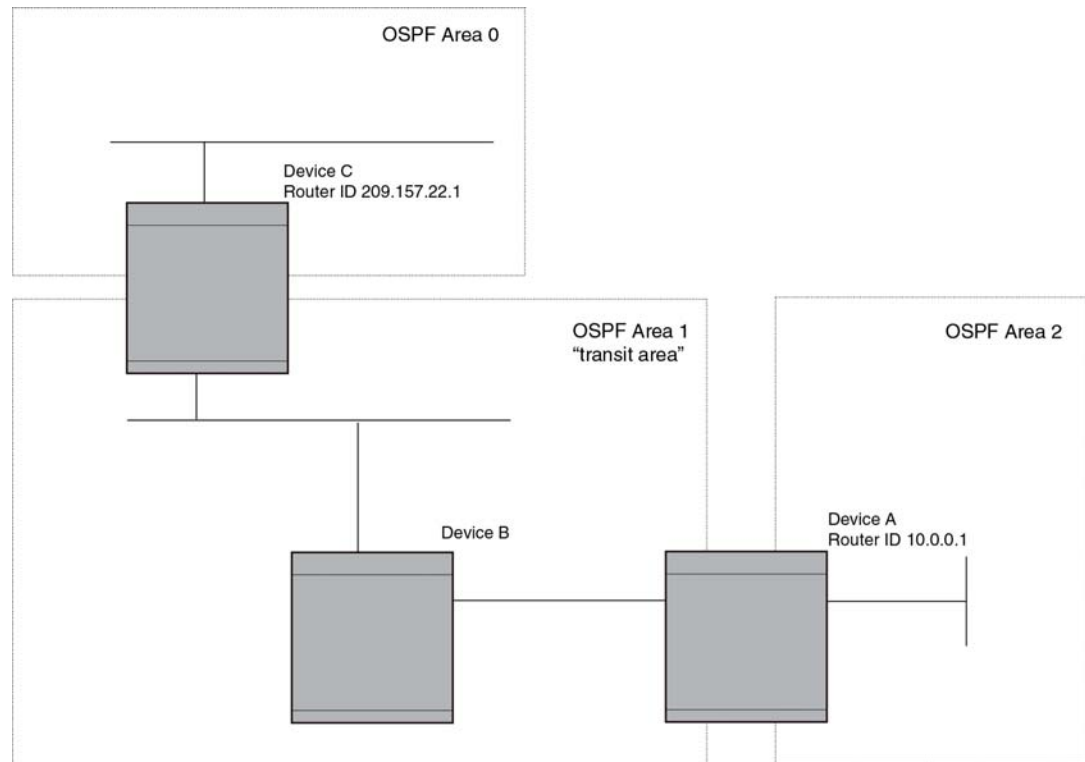 OSPF Area 0
Device C
Router ID 209.157.22.1
OSPF Area 1
“transit area”
OSPF Area 2
Device B
Device A
Router ID 10.0.0.1